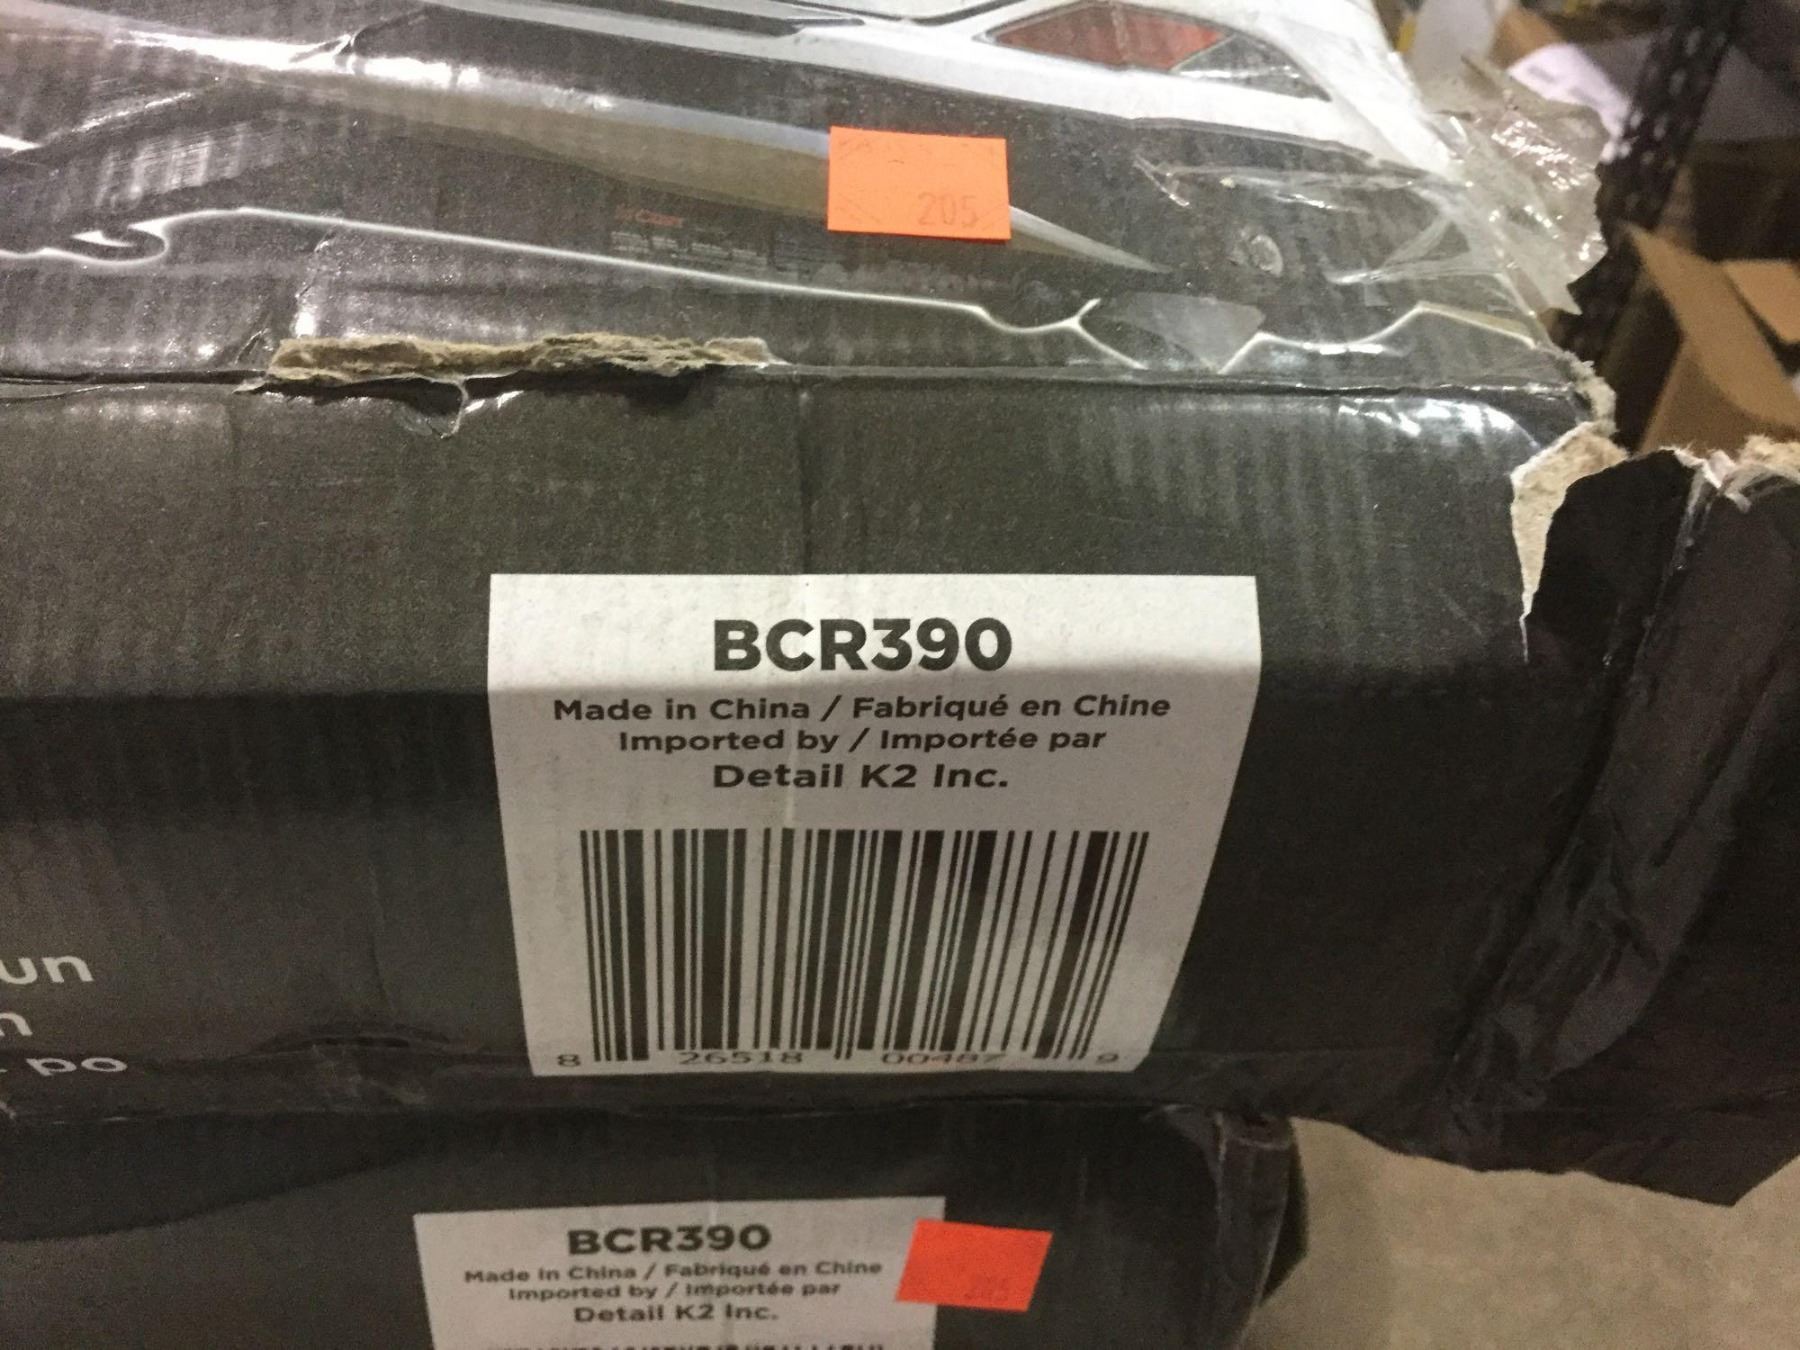 205
BCR390
Made in China / Fabriqué en Chine
Imported by / Importée par
Detail K2 Inc.
8 26518 00487 9
un
n
po
BCR390
Made in China / Fabriqué en Chine
Imported by / Importée par
Detail K2 Inc.
205